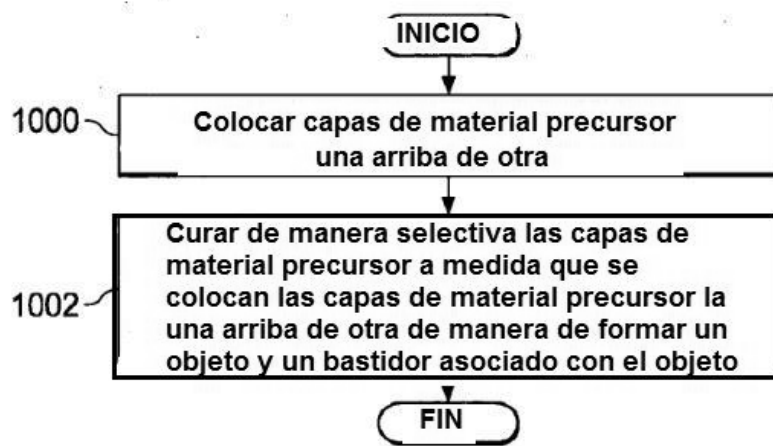 INICIO
1000
Colocar capas de material precursor
una arriba de otra
1002
Curar de manera selectiva las capas de
material precursor a medida que se
colocan las capas de material precursor la
una arriba de otra de manera de formar un
objeto y un bastidor asociado con el objeto
FIN